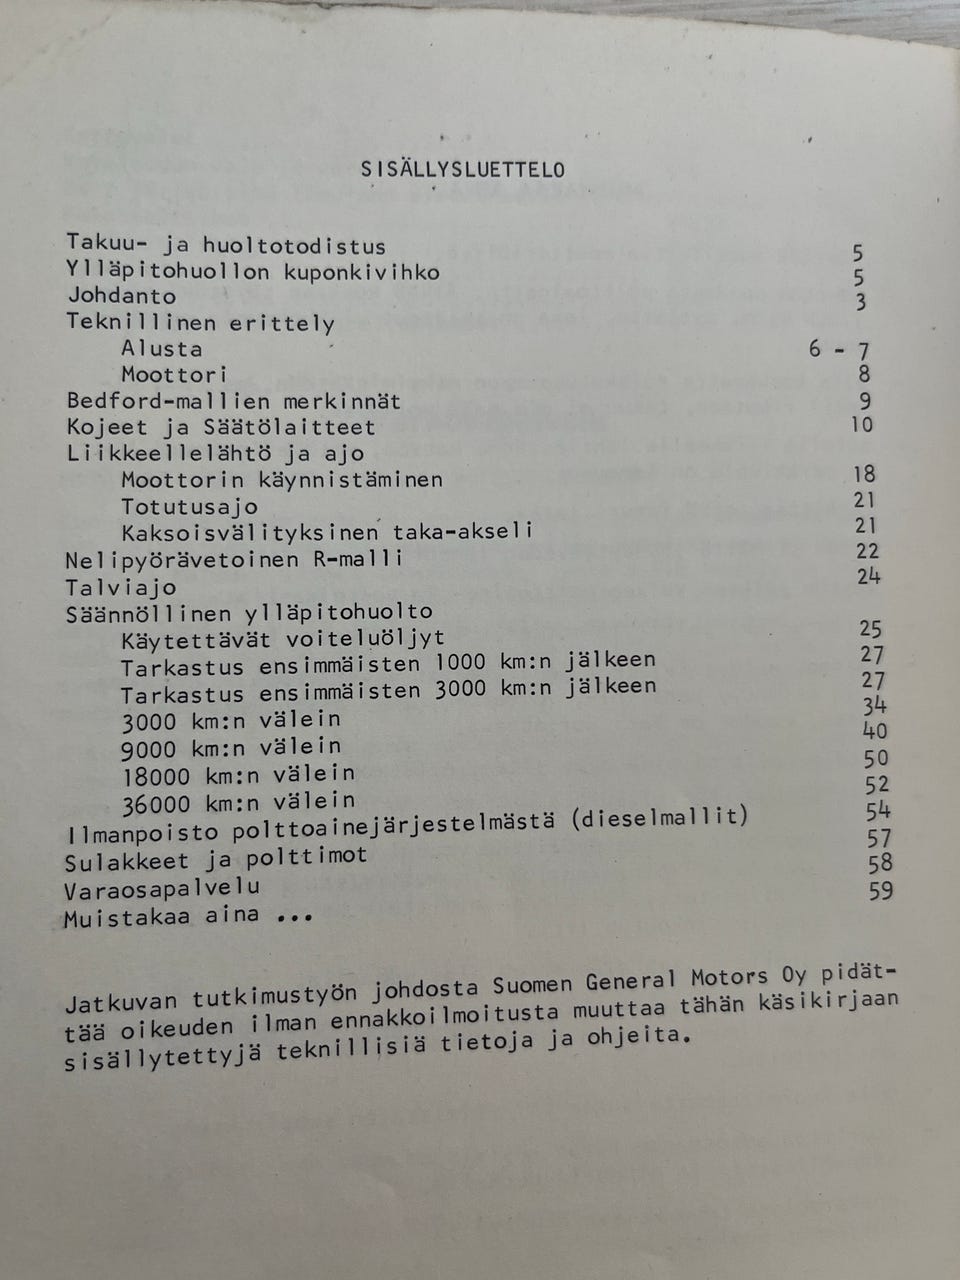 SISÄLLYSLUETTELO
Takuu- ja huoltotodistus 5
Ylläpitohuollon kuponkivihko 5
Johdanto 3
Teknillinen erittely
Alusta 6 - 7
Moottori 8
Bedford-mallien merkinnät 9
Kojeet ja Säätölaitteet 10
Liikkeellelähtö ja ajo
Moottorin käynnistäminen 18
Totutusajo 21
Kaksoisvälityksinen taka-akseli 21
Nelipyörävetoinen R-malli 22
Talviajo 24
Säännöllinen ylläpitohuolto
Käytettävät voiteluöljyt 25
Tarkastus ensimmäisten 1000 km:n jälkeen 27
Tarkastus ensimmäisten 3000 km:n jälkeen 27
3000 km:n välein 34
9000 km:n välein 40
18000 km:n välein 50
36000 km:n välein 52
Ilmanpoisto polttoainejärjestelmästä (dieselmallit) 54
Sulakkeet ja polttimot 57
Varaosapalvelu 58
Muistakaa aina ... 59
Jatkuvan tutkimustyön johdosta Suomen General Motors Oy pidät-
tää oikeuden ilman ennakkoilmoitusta muuttaa tähän käsikirjaan
sisällytettyjä teknillisiä tietoja ja ohjeita.